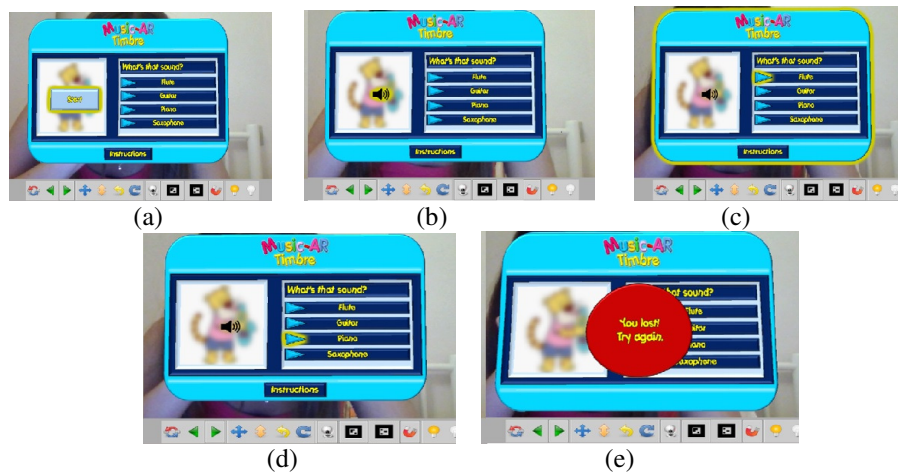 Music-AR
Timbre
What's that sound?
Start
Flute
Guitar
Piano
Saxophone
Instructions
(a)
Music-AR
Timbre
What's that sound?
Flute
Guitar
Piano
Saxophone
Instructions
(b)
Music-AR
Timbre
What's that sound?
Flute
Guitar
Piano
Saxophone
Instructions
(c)
Music-AR
Timbre
What's that sound?
Flute
Guitar
Piano
Saxophone
Instructions
(d)
Music-AR
Timbre
sound?
You lost!
Try again.
(e)